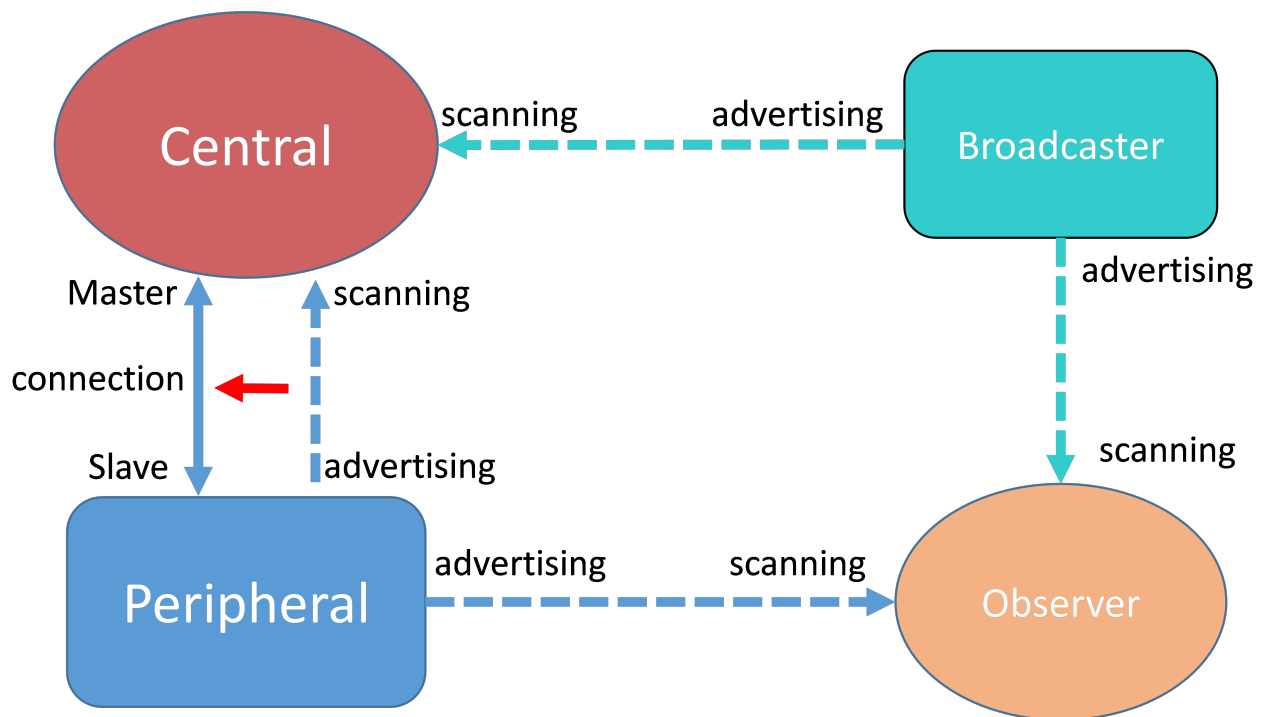 scanning
advertising
Central
Broadcaster
Master
scanning
advertising
connection
Slave
advertising
scanning
advertising
scanning
Peripheral
Observer